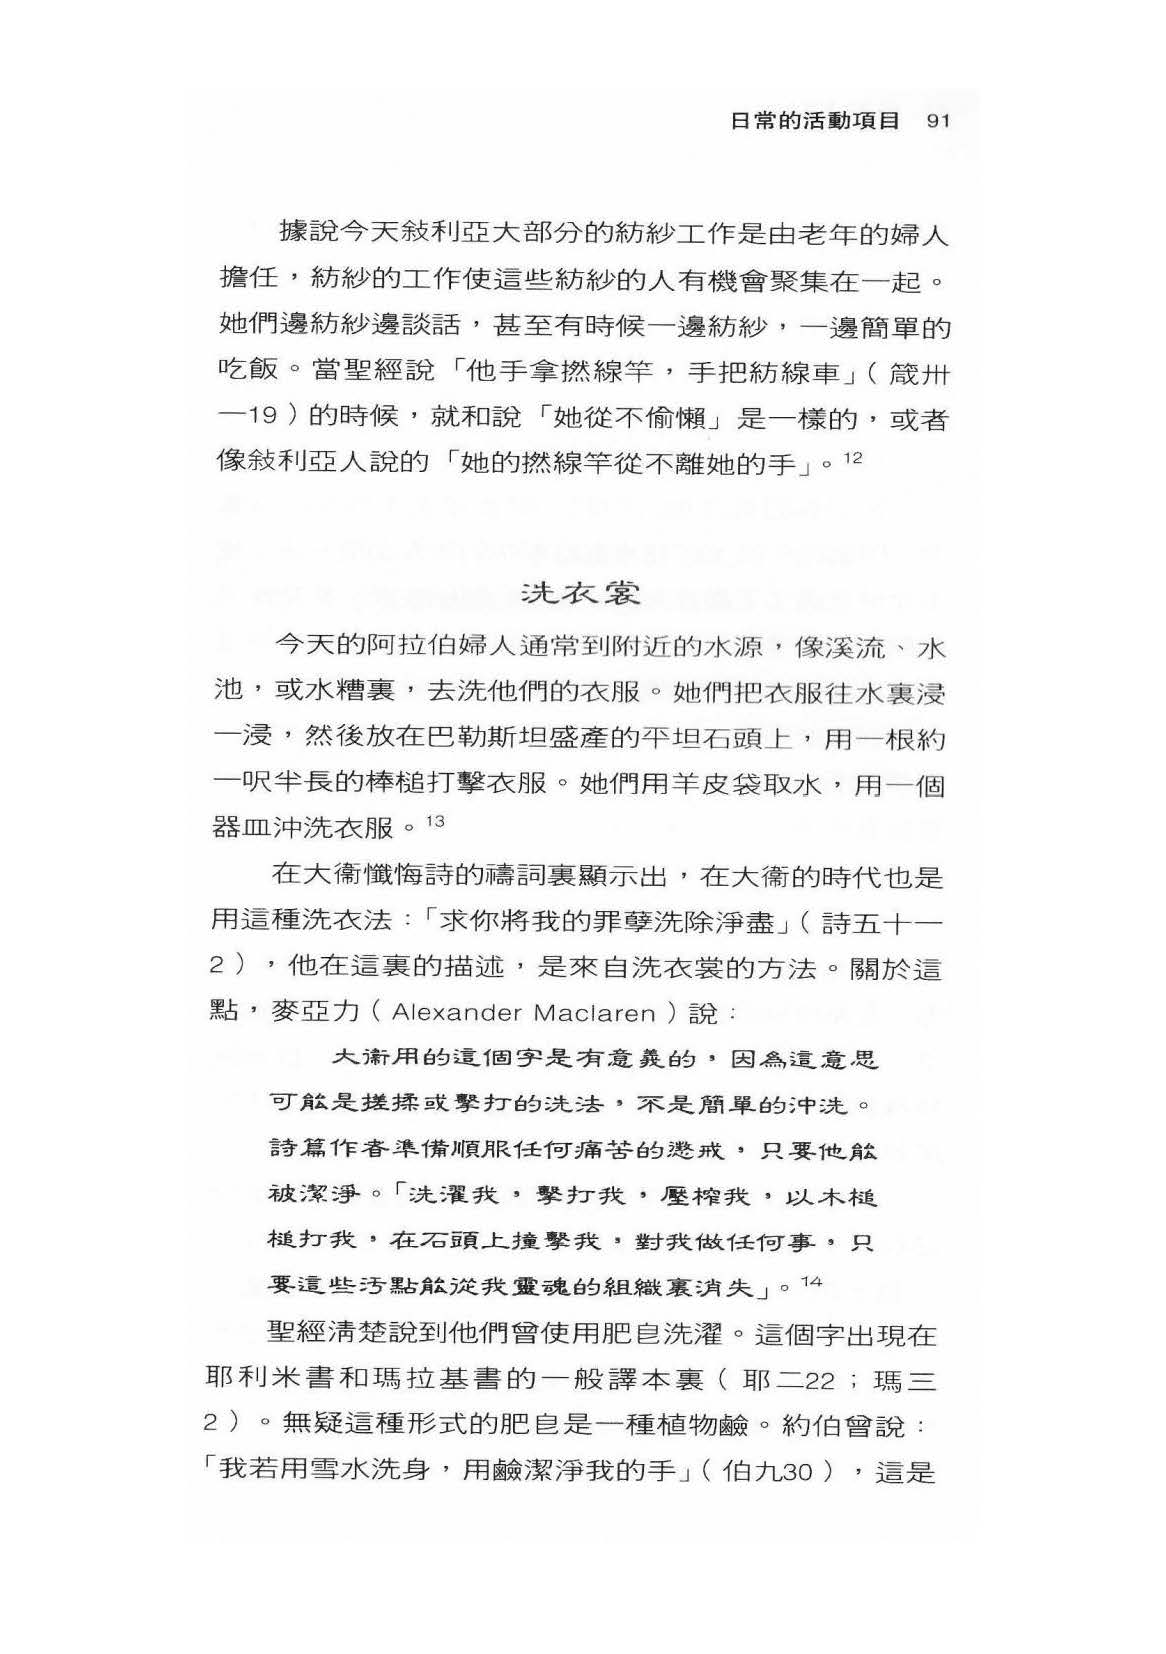 日常的活動項目 91
據說今天敍利亞大部分的紡紗工作是由老年的婦人
擔任，紡紗的工作使這些紡紗的人有機會聚集在一起。
她們邊紡紗邊談話，甚至有時候一邊紡紗，一邊簡單的
吃飯。當聖經說「他手拿撚線竿，手把紡線車」（箴卅
一19）的時候，就和說「她從不偷懶」是一樣的，或者
像敍利亞人說的「她的撚線竿從不離她的手」。12
洗衣裳
今天的阿拉伯婦人通常到附近的水源，像溪流、水
池，或水糟裏，去洗他們的衣服。她們把衣服往水裏浸
一浸，然後放在巴勒斯坦盛產的平坦石頭上，用一根約
一呎半長的棒槌打擊衣服。她們用羊皮袋取水，用一個
器皿沖洗衣服。13
在大衞懺悔詩的禱詞裏顯示出，在大衞的時代也是
用這種洗衣法：「求你將我的罪孽洗除淨盡」（詩五十一
2），他在這裏的描述，是來自洗衣裳的方法。關於這
點，麥亞力（Alexander Maclaren）說：
大衞用的這個字是有意義的，因為這意思
可能是搓揉或擊打的洗法，不是簡單的沖洗。
詩篇作者準備順服任何痛苦的懲戒，只要他能
被潔淨。「洗濯我，擊打我，壓榨我，以木槌
槌打我，在石頭上撞擊我，對我做任何事，只
要這些污點能從我靈魂的組織裏消失」。14
聖經清楚說到他們曾使用肥皂洗濯。這個字出現在
耶利米書和瑪拉基書的一般譯本裏（耶二22；瑪三
2）。無疑這種形式的肥皂是一種植物鹼。約伯曾說：
「我若用雪水洗身，用鹼潔淨我的手」（伯九30），這是